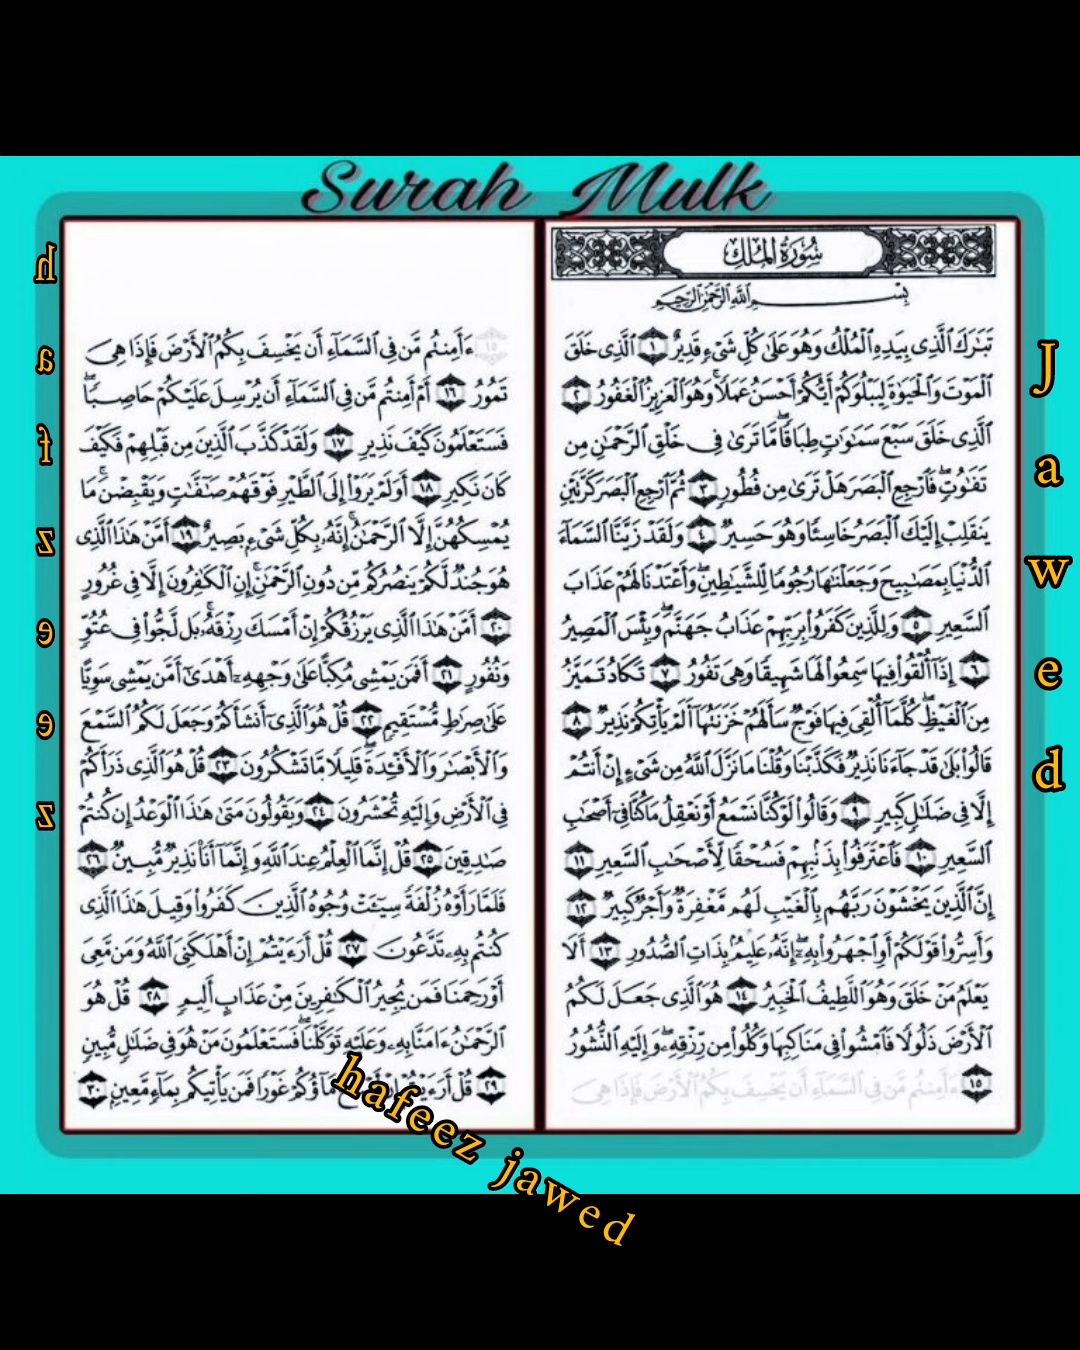 Surah Mulk
سُورَةُ المُلْكِ
بِسْمِ اللَّهِ الرَّحْمَٰنِ الرَّحِيمِ
تَبَٰرَكَ ٱلَّذِى بِيَدِهِ ٱلْمُلْكُ وَهُوَ عَلَىٰ كُلِّ شَىْءٍ قَدِيرٌ ١ ٱلَّذِى خَلَقَ
ٱلْمَوْتَ وَٱلْحَيَوٰةَ لِيَبْلُوَكُمْ أَيُّكُمْ أَحْسَنُ عَمَلًا ۚ وَهُوَ ٱلْعَزِيزُ ٱلْغَفُورُ ٢
ٱلَّذِى خَلَقَ سَبْعَ سَمَٰوَٰتٍ طِبَاقًا ۖ مَّا تَرَىٰ فِى خَلْقِ ٱلرَّحْمَٰنِ مِن
تَفَٰوُتٍ ۖ فَٱرْجِعِ ٱلْبَصَرَ هَلْ تَرَىٰ مِن فُطُورٍ ٣ ثُمَّ ٱرْجِعِ ٱلْبَصَرَ كَرَّتَيْنِ
يَنقَلِبْ إِلَيْكَ ٱلْبَصَرُ خَاسِئًا وَهُوَ حَسِيرٌ ٤ وَلَقَدْ زَيَّنَّا ٱلسَّمَآءَ
ٱلدُّنْيَا بِمَصَٰبِيحَ وَجَعَلْنَٰهَا رُجُومًا لِّلشَّيَٰطِينِ ۖ وَأَعْتَدْنَا لَهُمْ عَذَابَ
ٱلسَّعِيرِ ٥ وَلِلَّذِينَ كَفَرُوا۟ بِرَبِّهِمْ عَذَابُ جَهَنَّمَ ۖ وَبِئْسَ ٱلْمَصِيرُ
٦ إِذَآ أُلْقُوا۟ فِيهَا سَمِعُوا۟ لَهَا شَهِيقًا وَهِىَ تَفُورُ ٧ تَكَادُ تَمَيَّزُ
مِنَ ٱلْغَيْظِ ۖ كُلَّمَآ أُلْقِىَ فِيهَا فَوْجٌ سَأَلَهُمْ خَزَنَتُهَآ أَلَمْ يَأْتِكُمْ نَذِيرٌ ٨
قَالُوا۟ بَلَىٰ قَدْ جَآءَنَا نَذِيرٌ فَكَذَّبْنَا وَقُلْنَا مَا نَزَّلَ ٱللَّهُ مِن شَىْءٍ إِنْ أَنتُمْ
إِلَّا فِى ضَلَٰلٍ كَبِيرٍ ٩ وَقَالُوا۟ لَوْ كُنَّا نَسْمَعُ أَوْ نَعْقِلُ مَا كُنَّا فِىٓ أَصْحَٰبِ
ٱلسَّعِيرِ ١٠ فَٱعْتَرَفُوا۟ بِذَنۢبِهِمْ فَسُحْقًا لِّأَصْحَٰبِ ٱلسَّعِيرِ ١١
إِنَّ ٱلَّذِينَ يَخْشَوْنَ رَبَّهُم بِٱلْغَيْبِ لَهُم مَّغْفِرَةٌ وَأَجْرٌ كَبِيرٌ ١٢
وَأَسِرُّوا۟ قَوْلَكُمْ أَوِ ٱجْهَرُوا۟ بِهِۦٓ ۖ إِنَّهُۥ عَلِيمٌۢ بِذَاتِ ٱلصُّدُورِ ١٣ أَلَا
يَعْلَمُ مَنْ خَلَقَ وَهُوَ ٱللَّطِيفُ ٱلْخَبِيرُ ١٤ هُوَ ٱلَّذِى جَعَلَ لَكُمُ
ٱلْأَرْضَ ذَلُولًا فَٱمْشُوا۟ فِى مَنَاكِبِهَا وَكُلُوا۟ مِن رِّزْقِهِۦ ۖ وَإِلَيْهِ ٱلنُّشُورُ
١٥ ءَأَمِنتُم مَّن فِى ٱلسَّمَآءِ أَن يَخْسِفَ بِكُمُ ٱلْأَرْضَ فَإِذَا هِىَ
١٥ ءَأَمِنتُم مَّن فِى ٱلسَّمَآءِ أَن يَخْسِفَ بِكُمُ ٱلْأَرْضَ فَإِذَا هِىَ
تَمُورُ ١٦ أَمْ أَمِنتُم مَّن فِى ٱلسَّمَآءِ أَن يُرْسِلَ عَلَيْكُمْ حَاصِبًا ۖ
فَسَتَعْلَمُونَ كَيْفَ نَذِيرِ ١٧ وَلَقَدْ كَذَّبَ ٱلَّذِينَ مِن قَبْلِهِمْ فَكَيْفَ
كَانَ نَكِيرِ ١٨ أَوَلَمْ يَرَوْا۟ إِلَى ٱلطَّيْرِ فَوْقَهُمْ صَٰٓفَّٰتٍ وَيَقْبِضْنَ ۚ مَا
يُمْسِكُهُنَّ إِلَّا ٱلرَّحْمَٰنُ ۚ إِنَّهُۥ بِكُلِّ شَىْءٍۭ بَصِيرٌ ١٩ أَمَّنْ هَٰذَا ٱلَّذِى
هُوَ جُندٌ لَّكُمْ يَنصُرُكُم مِّن دُونِ ٱلرَّحْمَٰنِ ۚ إِنِ ٱلْكَٰفِرُونَ إِلَّا فِى غُرُورٍ
٢٠ أَمَّنْ هَٰذَا ٱلَّذِى يَرْزُقُكُمْ إِنْ أَمْسَكَ رِزْقَهُۥ ۚ بَل لَّجُّوا۟ فِى عُتُوٍّ
وَنُفُورٍ ٢١ أَفَمَن يَمْشِى مُكِبًّا عَلَىٰ وَجْهِهِۦٓ أَهْدَىٰٓ أَمَّن يَمْشِى سَوِيًّا
عَلَىٰ صِرَٰطٍ مُّسْتَقِيمٍ ٢٢ قُلْ هُوَ ٱلَّذِىٓ أَنشَأَكُمْ وَجَعَلَ لَكُمُ ٱلسَّمْعَ
وَٱلْأَبْصَٰرَ وَٱلْأَفْـِٔدَةَ ۖ قَلِيلًا مَّا تَشْكُرُونَ ٢٣ قُلْ هُوَ ٱلَّذِى ذَرَأَكُمْ
فِى ٱلْأَرْضِ وَإِلَيْهِ تُحْشَرُونَ ٢٤ وَيَقُولُونَ مَتَىٰ هَٰذَا ٱلْوَعْدُ إِن كُنتُمْ
صَٰدِقِينَ ٢٥ قُلْ إِنَّمَا ٱلْعِلْمُ عِندَ ٱللَّهِ وَإِنَّمَآ أَنَا۠ نَذِيرٌ مُّبِينٌ ٢٦
فَلَمَّا رَأَوْهُ زُلْفَةً سِيٓـَٔتْ وُجُوهُ ٱلَّذِينَ كَفَرُوا۟ وَقِيلَ هَٰذَا ٱلَّذِى
كُنتُم بِهِۦ تَدَّعُونَ ٢٧ قُلْ أَرَءَيْتُمْ إِنْ أَهْلَكَنِىَ ٱللَّهُ وَمَن مَّعِىَ
أَوْ رَحِمَنَا فَمَن يُجِيرُ ٱلْكَٰفِرِينَ مِنْ عَذَابٍ أَلِيمٍ ٢٨ قُلْ هُوَ
ٱلرَّحْمَٰنُ ءَامَنَّا بِهِۦ وَعَلَيْهِ تَوَكَّلْنَا ۖ فَسَتَعْلَمُونَ مَنْ هُوَ فِى ضَلَٰلٍ مُّبِينٍ
٢٩ قُلْ مَآؤُكُمْ غَوْرًا فَمَن يَأْتِيكُم بِمَآءٍ مَّعِينٍۭ ٣٠
hafzeez
Jawed
hafeez jawed